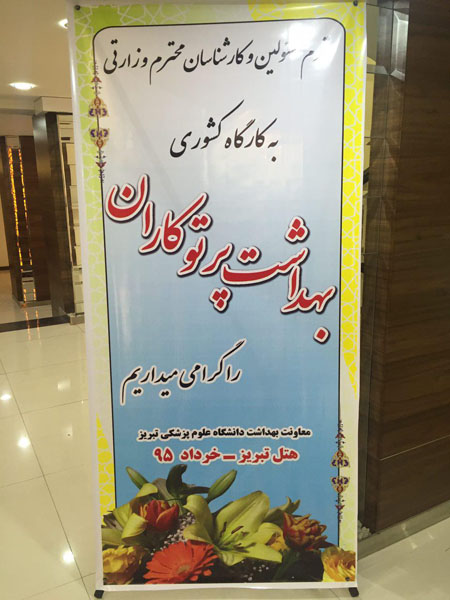 مسئولین و کارشناسان محترم وزارتی
به کارگاه کشوری
بهداشت پرتوکاران
را گرامی میداریم
معاونت بهداشت دانشگاه علوم پزشکی تبریز
هتل تبریز - خرداد ۹۵